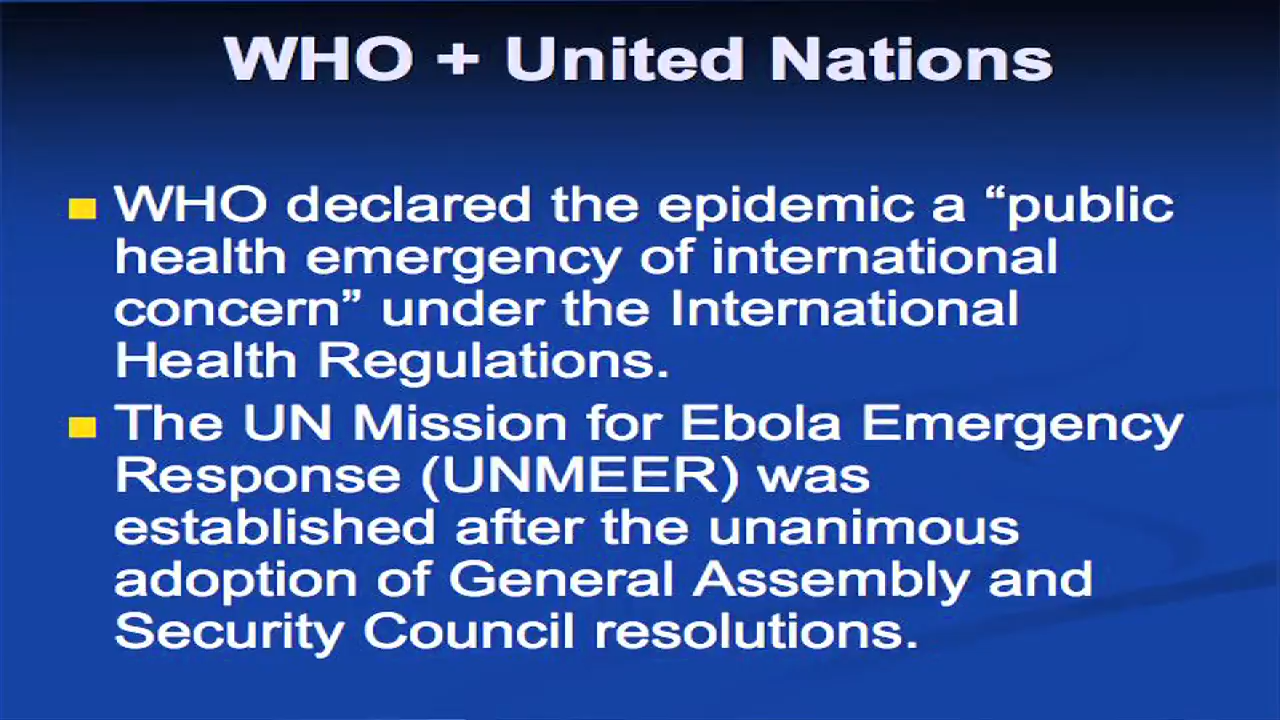 WHO + United Nations
WHO declared the epidemic a “public
health emergency of international
concern” under the International
Health Regulations.
The UN Mission for Ebola Emergency
Response (UNMEER) was
established after the unanimous
adoption of General Assembly and
Security Council resolutions.